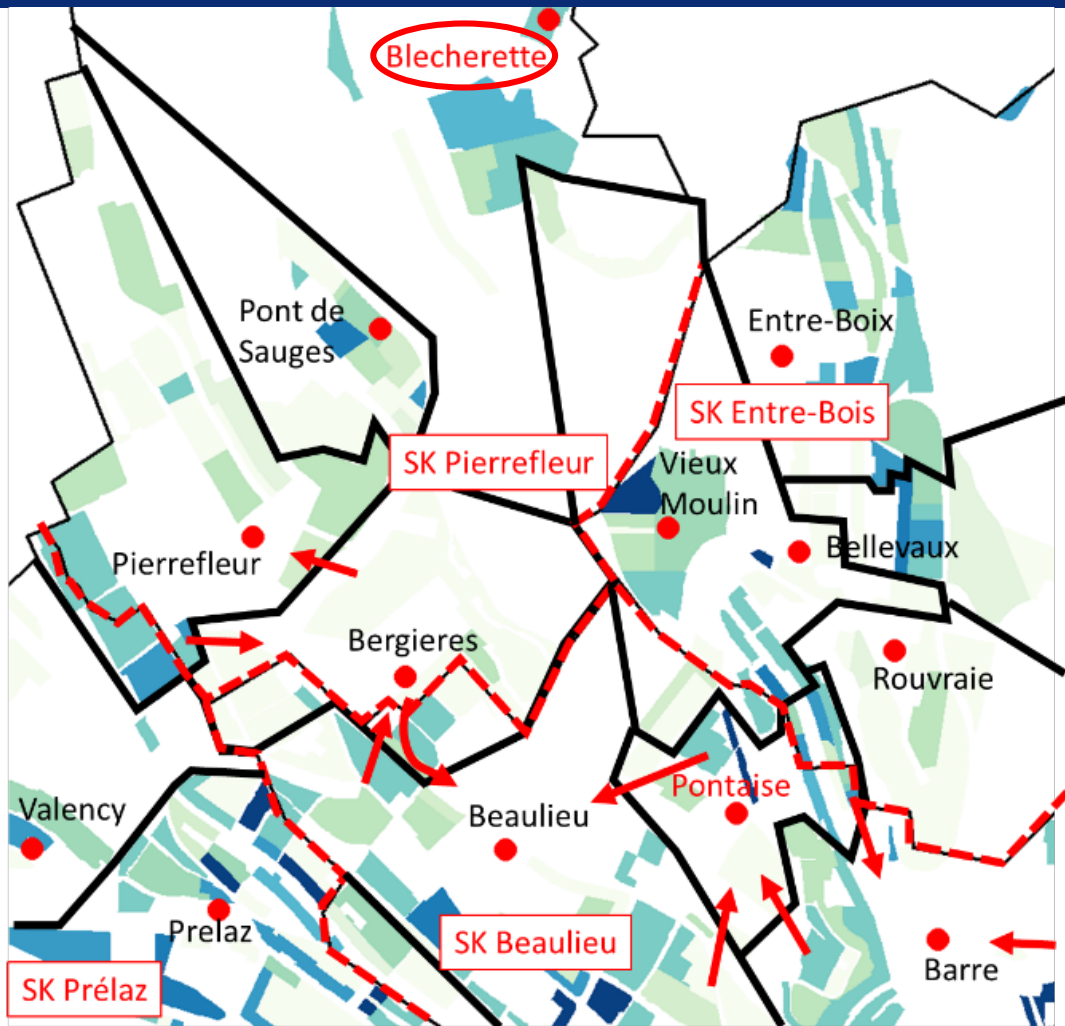 Blecherette
Pont de
Sauges
Entre-Boix
SK Entre-Bois
SK Pierrefleur
Vieux
Moulin
Pierrefleur
Bellevaux
Bergieres
Rouvraie
Pontaise
Valency
Beaulieu
Prelaz
SK Beaulieu
Barre
SK Prélaz